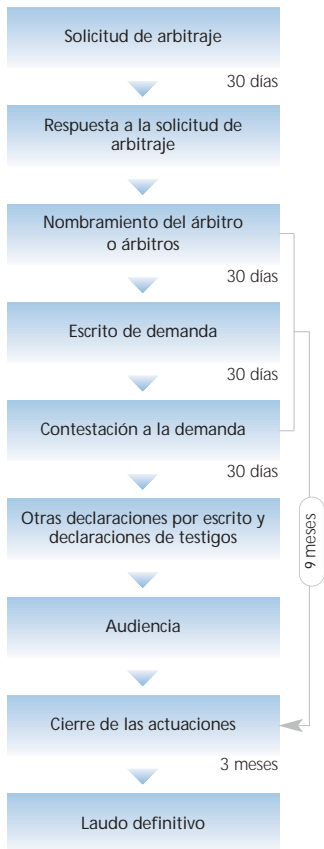 Solicitud de arbitraje
30 días
Respuesta a la solicitud de
arbitraje
Nombramiento del árbitro
o árbitros
30 días
Escrito de demanda
30 días
Contestación a la demanda
30 días
Otras declaraciones por escrito y
declaraciones de testigos
9 meses
Audiencia
Cierre de las actuaciones
3 meses
Laudo definitivo